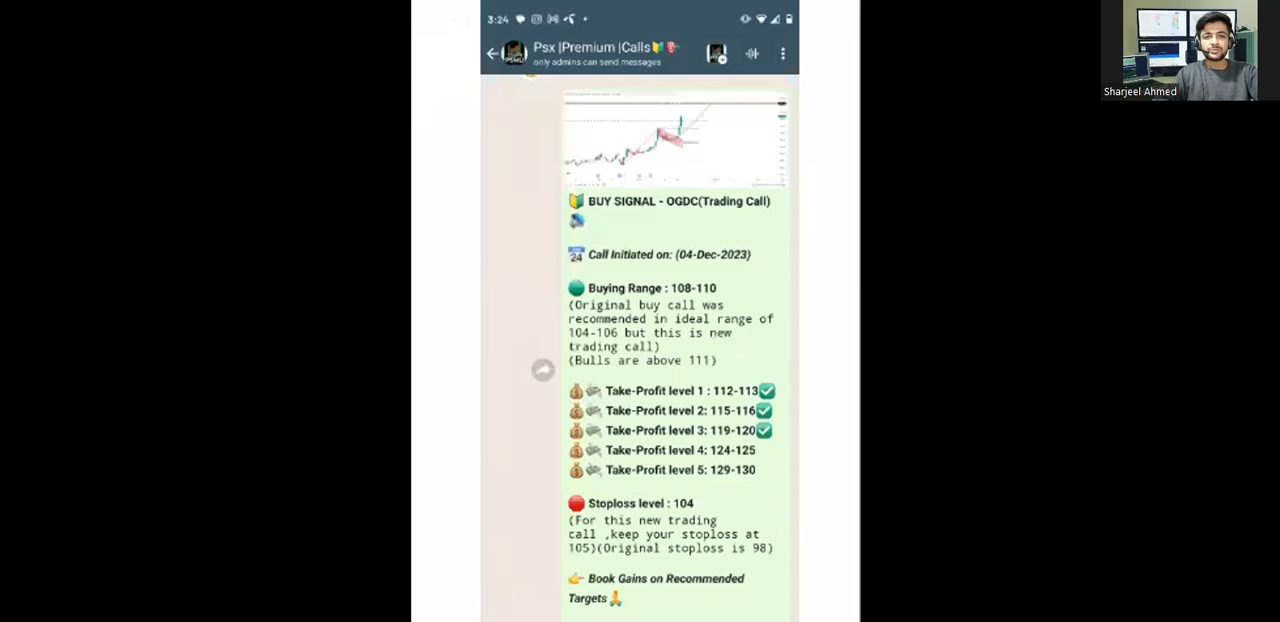 3:24
Psx |Premium |Calls🔰
only admins can send messages
Sharjeel Ahmed
🔰 BUY SIGNAL - OGDC(Trading Call)
24 Call Initiated on: (04-Dec-2023)
🟢 Buying Range : 108-110
(Original buy call was
recommended in ideal range of
104-106 but this is new
trading call)
(Bulls are above 111)
💰💸 Take-Profit level 1 : 112-113✅
💰💸 Take-Profit level 2: 115-116✅
💰💸 Take-Profit level 3: 119-120✅
💰💸 Take-Profit level 4: 124-125
💰💸 Take-Profit level 5: 129-130
🛑 Stoploss level : 104
(For this new trading
call ,keep your stoploss at
105)(Original stoploss is 98)
👉 Book Gains on Recommended
Targets🙏